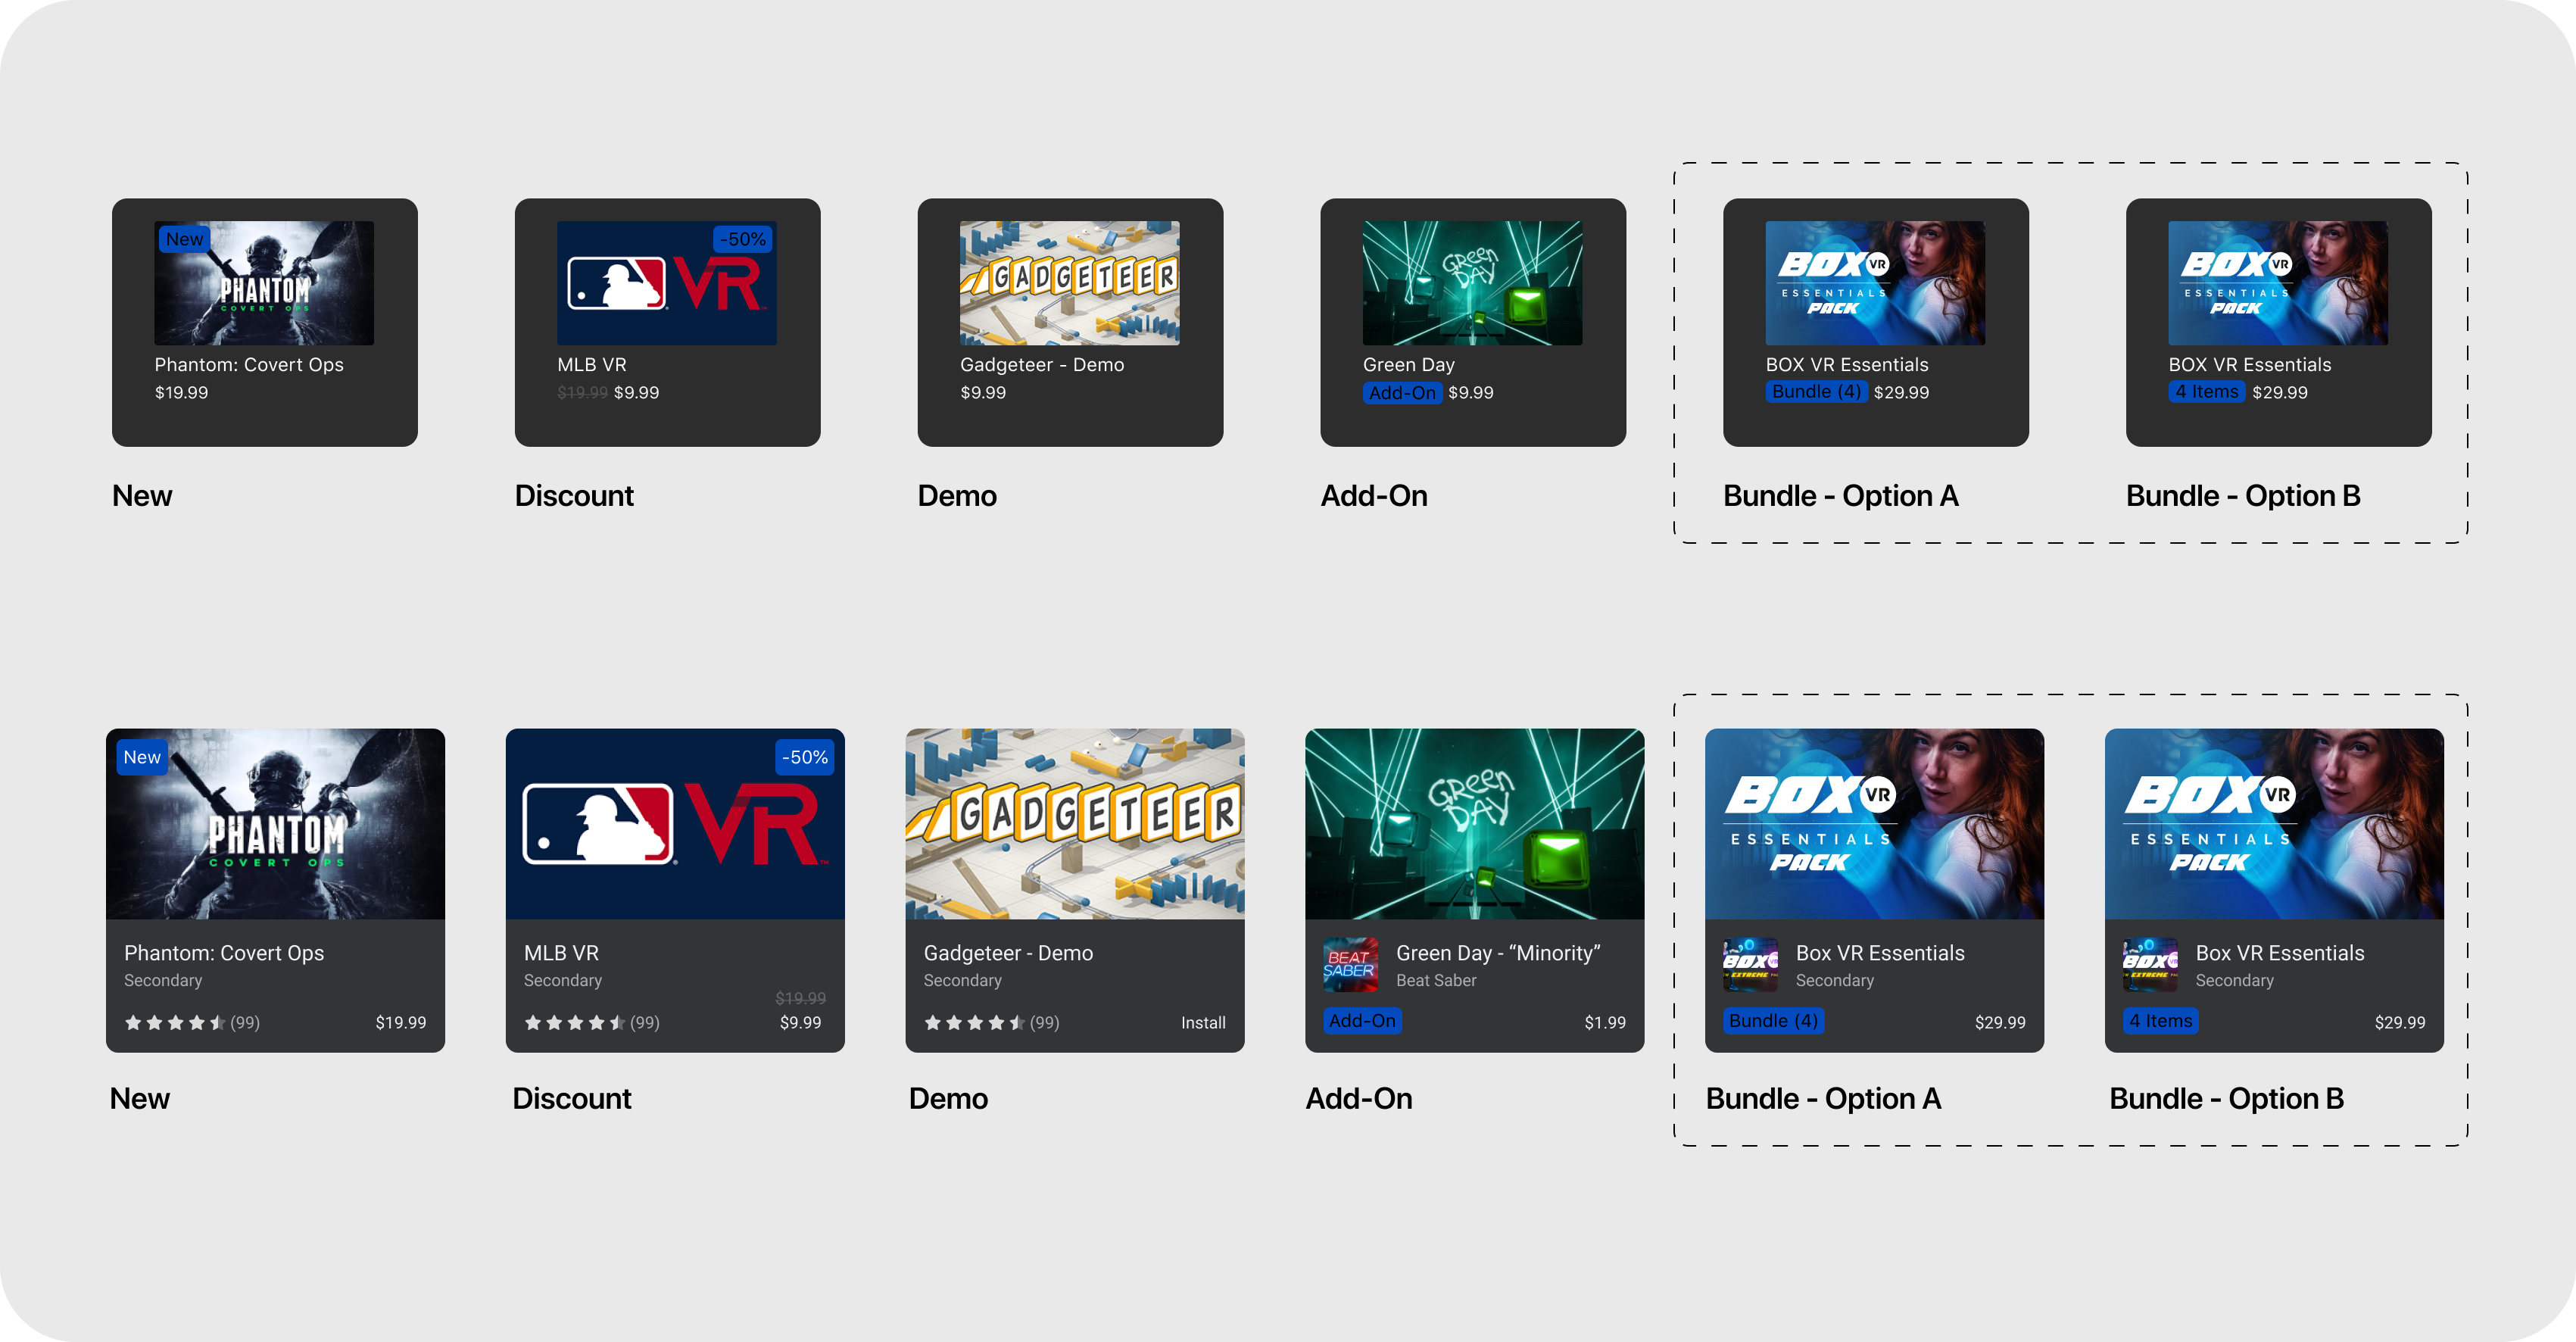 New
PHANTOM
COVERT OPS
Phantom: Covert Ops
$19.99
New
-50%
VR
MLB VR
$19.99 $9.99
Discount
GADGETEER
Gadgeteer - Demo
$9.99
Demo
GREEN
DAY
Green Day
Add-On $9.99
Add-On
BOX VR
ESSENTIALS
PACK
BOX VR Essentials
Bundle (4) $29.99
Bundle - Option A
BOX VR
ESSENTIALS
PACK
BOX VR Essentials
4 Items $29.99
Bundle - Option B
New
PHANTOM
COVERT OPS
Phantom: Covert Ops
Secondary
(99) $19.99
New
-50%
VR™
MLB VR
Secondary
$19.99
(99) $9.99
Discount
GADGETEER
Gadgeteer - Demo
Secondary
(99) Install
Demo
GREEN
DAY
BEAT
SABER
Green Day - “Minority”
Beat Saber
Add-On $1.99
Add-On
BOX VR
ESSENTIALS
PACK
BOX
EXTREME
Box VR Essentials
Secondary
Bundle (4) $29.99
Bundle - Option A
BOX VR
ESSENTIALS
PACK
BOX
EXTREME
Box VR Essentials
Secondary
4 Items $29.99
Bundle - Option B